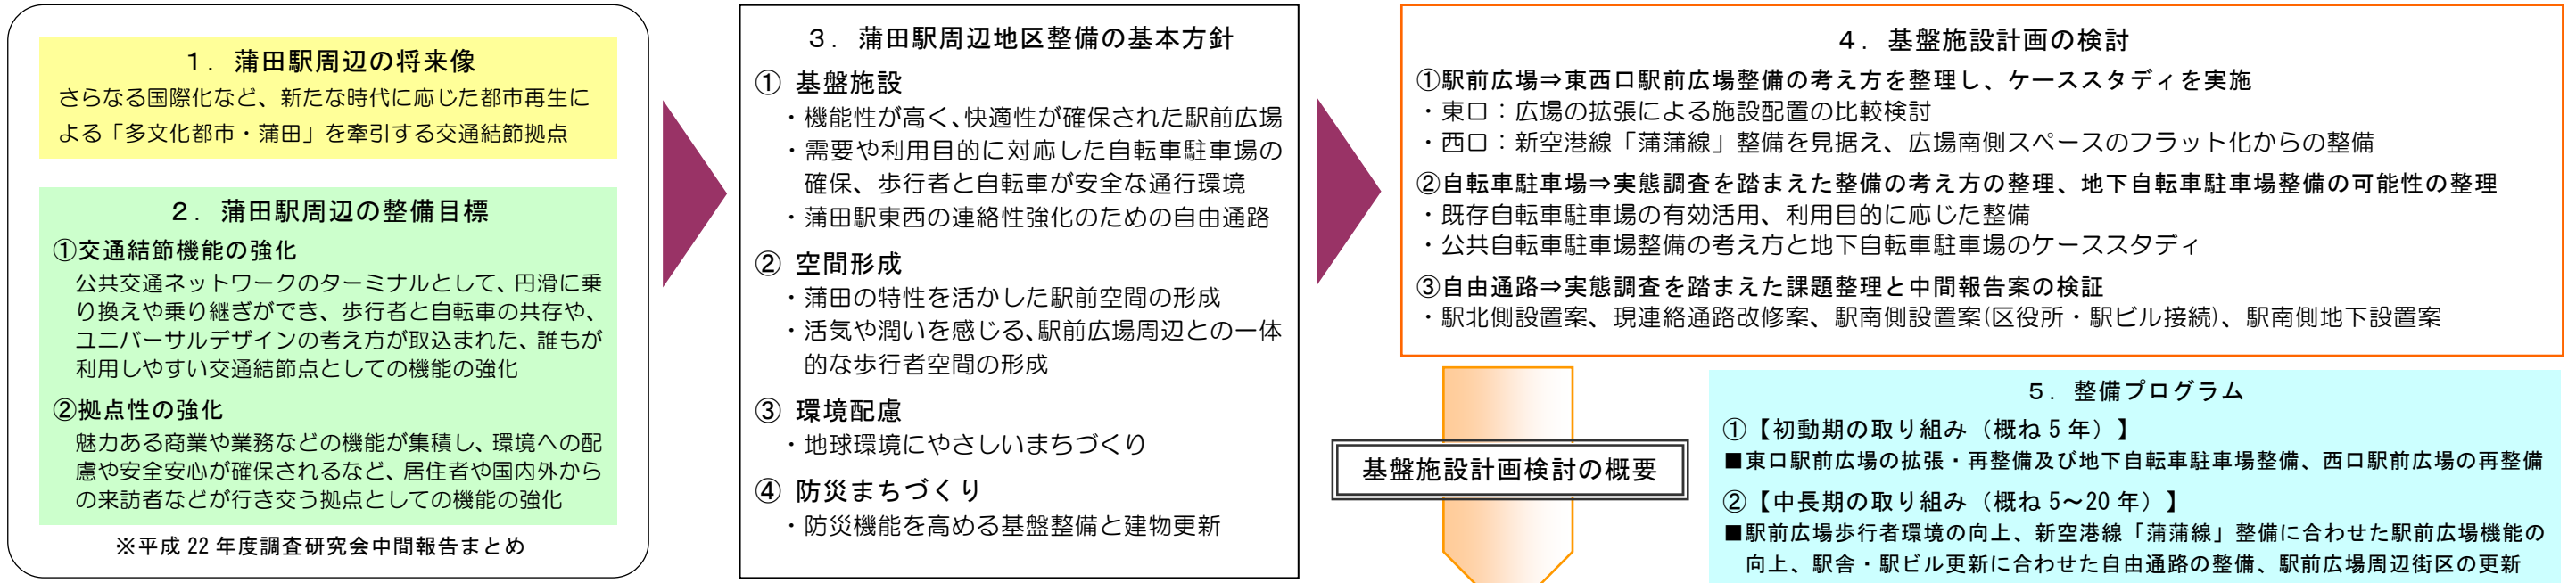 1．蒲田駅周辺の将来像
さらなる国際化など、新たな時代に応じた都市再生に
よる「多文化都市・蒲田」を牽引する交通結節拠点
2．蒲田駅周辺の整備目標
①交通結節機能の強化
公共交通ネットワークのターミナルとして、円滑に乗
り換えや乗り継ぎができ、歩行者と自転車の共存や、
ユニバーサルデザインの考え方が取込まれた、誰もが
利用しやすい交通結節点としての機能の強化
②拠点性の強化
魅力ある商業や業務などの機能が集積し、環境への配
慮や安全安心が確保されるなど、居住者や国内外から
の来訪者などが行き交う拠点としての機能の強化
※平成 22 年度調査研究会中間報告まとめ
3．蒲田駅周辺地区整備の基本方針
① 基盤施設
・機能性が高く、快適性が確保された駅前広場
・需要や利用目的に対応した自転車駐車場の
確保、歩行者と自転車が安全な通行環境
・蒲田駅東西の連絡性強化のための自由通路
② 空間形成
・蒲田の特性を活かした駅前空間の形成
・活気や潤いを感じる、駅前広場周辺との一体
的な歩行者空間の形成
③ 環境配慮
・地球環境にやさしいまちづくり
④ 防災まちづくり
・防災機能を高める基盤整備と建物更新
4．基盤施設計画の検討
①駅前広場⇒東西口駅前広場整備の考え方を整理し、ケーススタディを実施
・東口：広場の拡張による施設配置の比較検討
・西口：新空港線「蒲蒲線」整備を見据え、広場南側スペースのフラット化からの整備
②自転車駐車場⇒実態調査を踏まえた整備の考え方の整理、地下自転車駐車場整備の可能性の整理
・既存自転車駐車場の有効活用、利用目的に応じた整備
・公共自転車駐車場整備の考え方と地下自転車駐車場のケーススタディ
③自由通路⇒実態調査を踏まえた課題整理と中間報告案の検証
・駅北側設置案、現連絡通路改修案、駅南側設置案(区役所・駅ビル接続)、駅南側地下設置案
基盤施設計画検討の概要
5．整備プログラム
①【初動期の取り組み（概ね 5 年）】
■東口駅前広場の拡張・再整備及び地下自転車駐車場整備、西口駅前広場の再整備
②【中長期の取り組み（概ね 5～20 年）】
■駅前広場歩行者環境の向上、新空港線「蒲蒲線」整備に合わせた駅前広場機能の
向上、駅舎・駅ビル更新に合わせた自由通路の整備、駅前広場周辺街区の更新